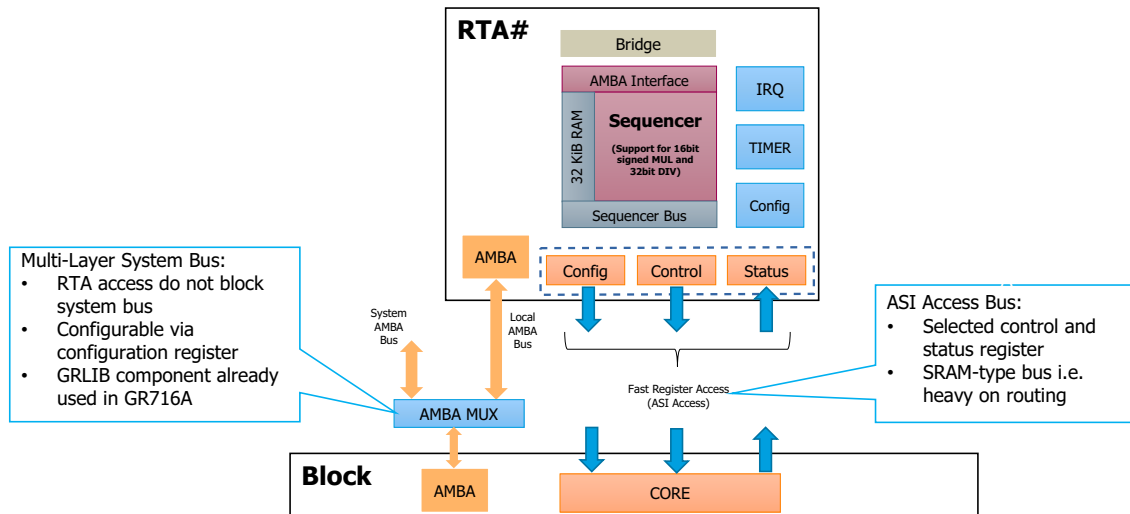 RTA#
Bridge
AMBA Interface
32 KiB RAM
Sequencer
(Support for 16bit
signed MUL and
32bit DIV)
Sequencer Bus
IRQ
TIMER
Config
AMBA
Config
Control
Status
Multi-Layer System Bus:
• RTA access do not block
system bus
• Configurable via
configuration register
• GRLIB component already
used in GR716A
System
AMBA
Bus
Local
AMBA
Bus
ASI Access Bus:
• Selected control and
status register
• SRAM-type bus i.e.
heavy on routing
Fast Register Access
(ASI Access)
AMBA MUX
Block
AMBA
CORE